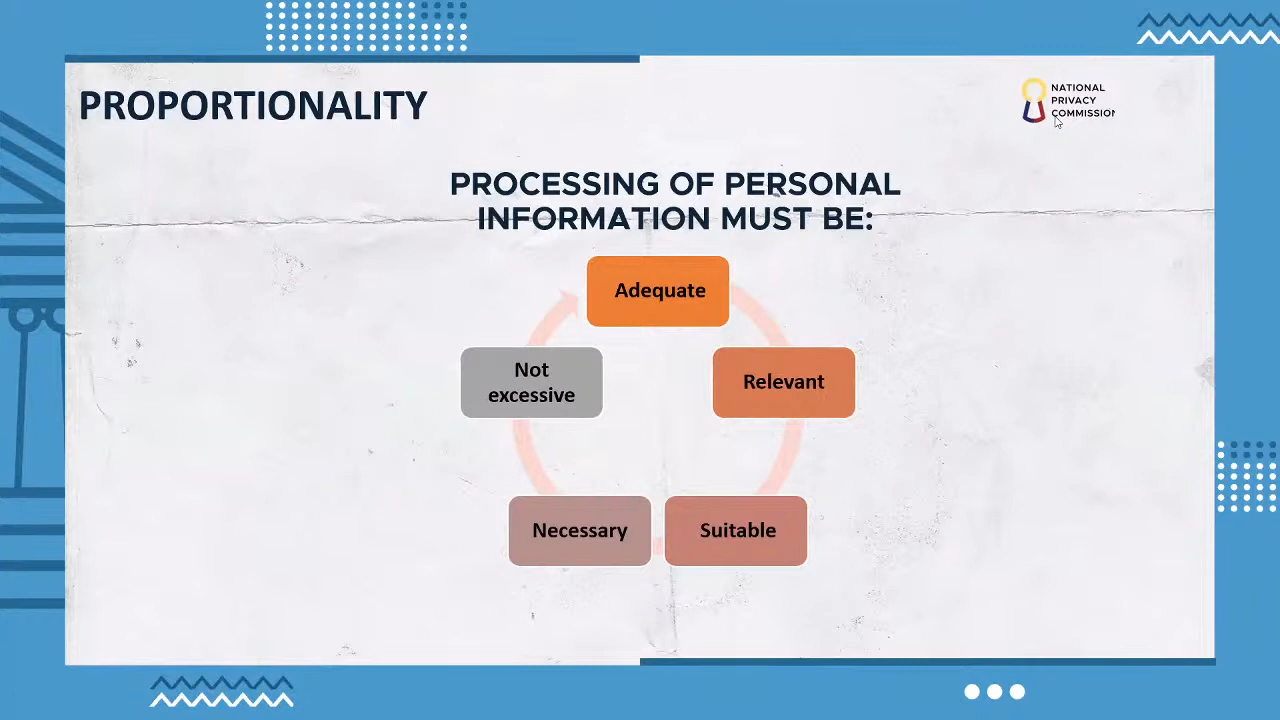 PROPORTIONALITY
NATIONAL
PRIVACY
COMMISSION
PROCESSING OF PERSONAL
INFORMATION MUST BE:
Adequate
Relevant
Suitable
Necessary
Not
excessive